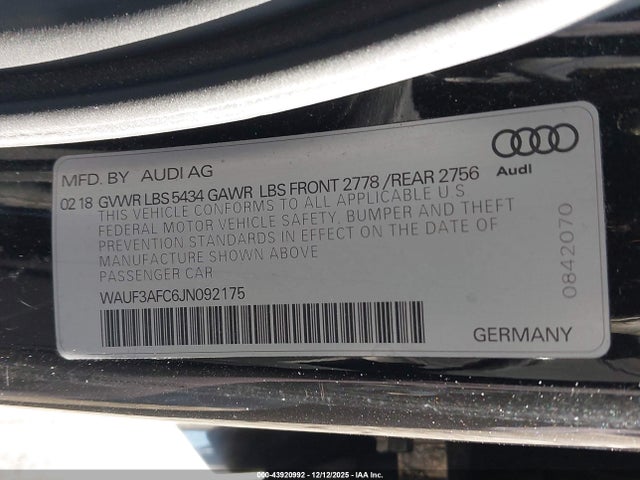 MFD. BY AUDI AG
Audi
02 18 GVWR LBS 5434 GAWR LBS FRONT 2778 /REAR 2756
THIS VEHICLE CONFORMS TO ALL APPLICABLE U S
FEDERAL MOTOR VEHICLE SAFETY, BUMPER AND THEFT
PREVENTION STANDARDS IN EFFECT ON THE DATE OF
MANUFACTURE SHOWN ABOVE
PASSENGER CAR
WAUF3AFC6JN092175
0842070
GERMANY
000-43920992 - 12/12/2025 - IAA Inc.